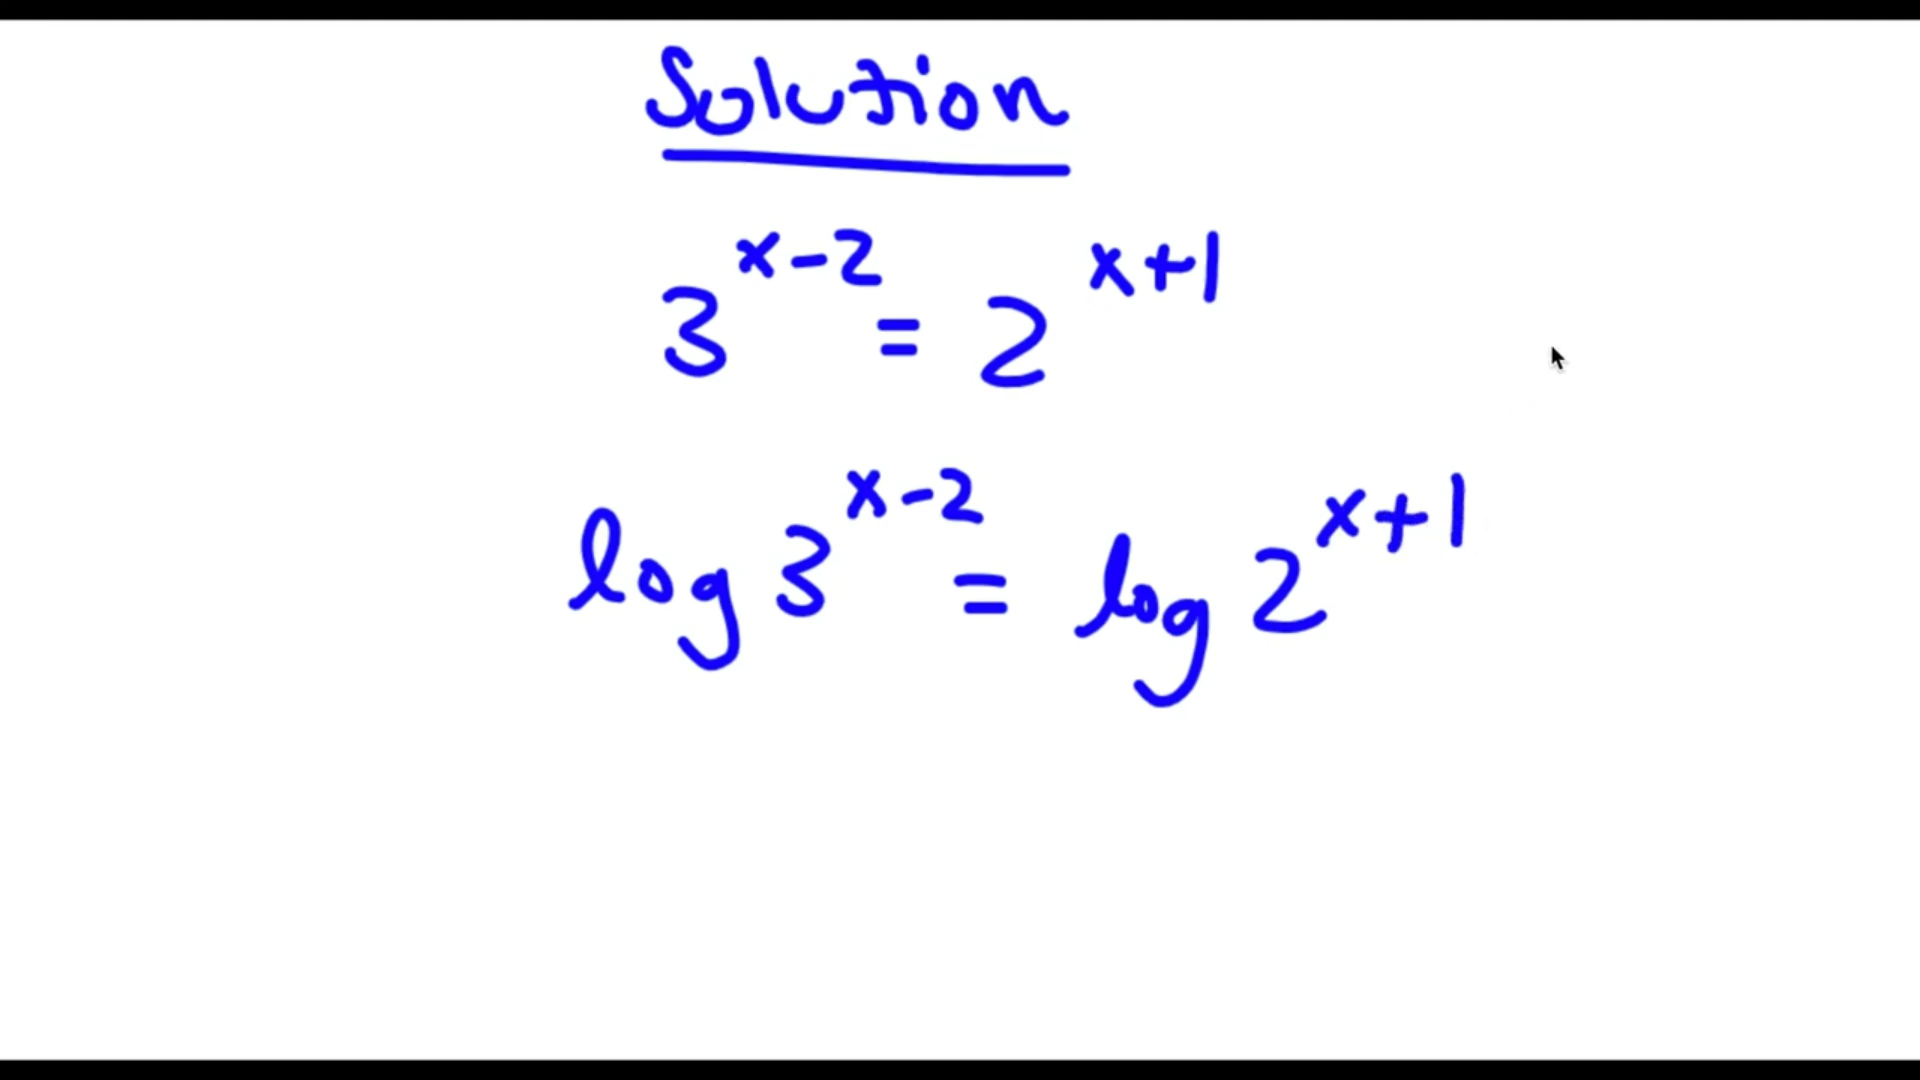 Solution
3^{x-2} = 2^{x+1}
log 3^{x-2} = log 2^{x+1}